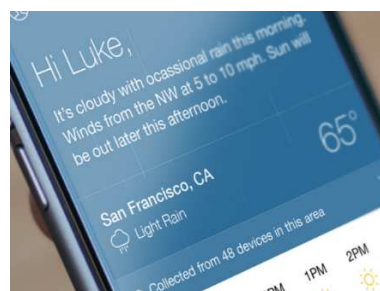 Hi Luke,
It's cloudy with ocassional rain this morning.
Winds from the NW at 5 to 10 mph. Sun will
be out later this afternoon.
65°
San Francisco, CA
Light Rain
Collected from 48 devices in this area
PM 1PM 2PM